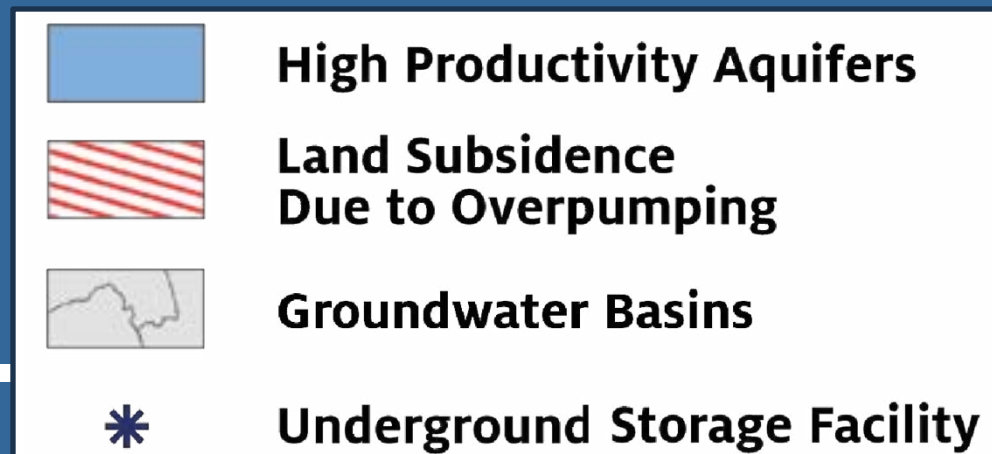 High Productivity Aquifers
Land Subsidence
Due to Overpumping
Groundwater Basins
Underground Storage Facility